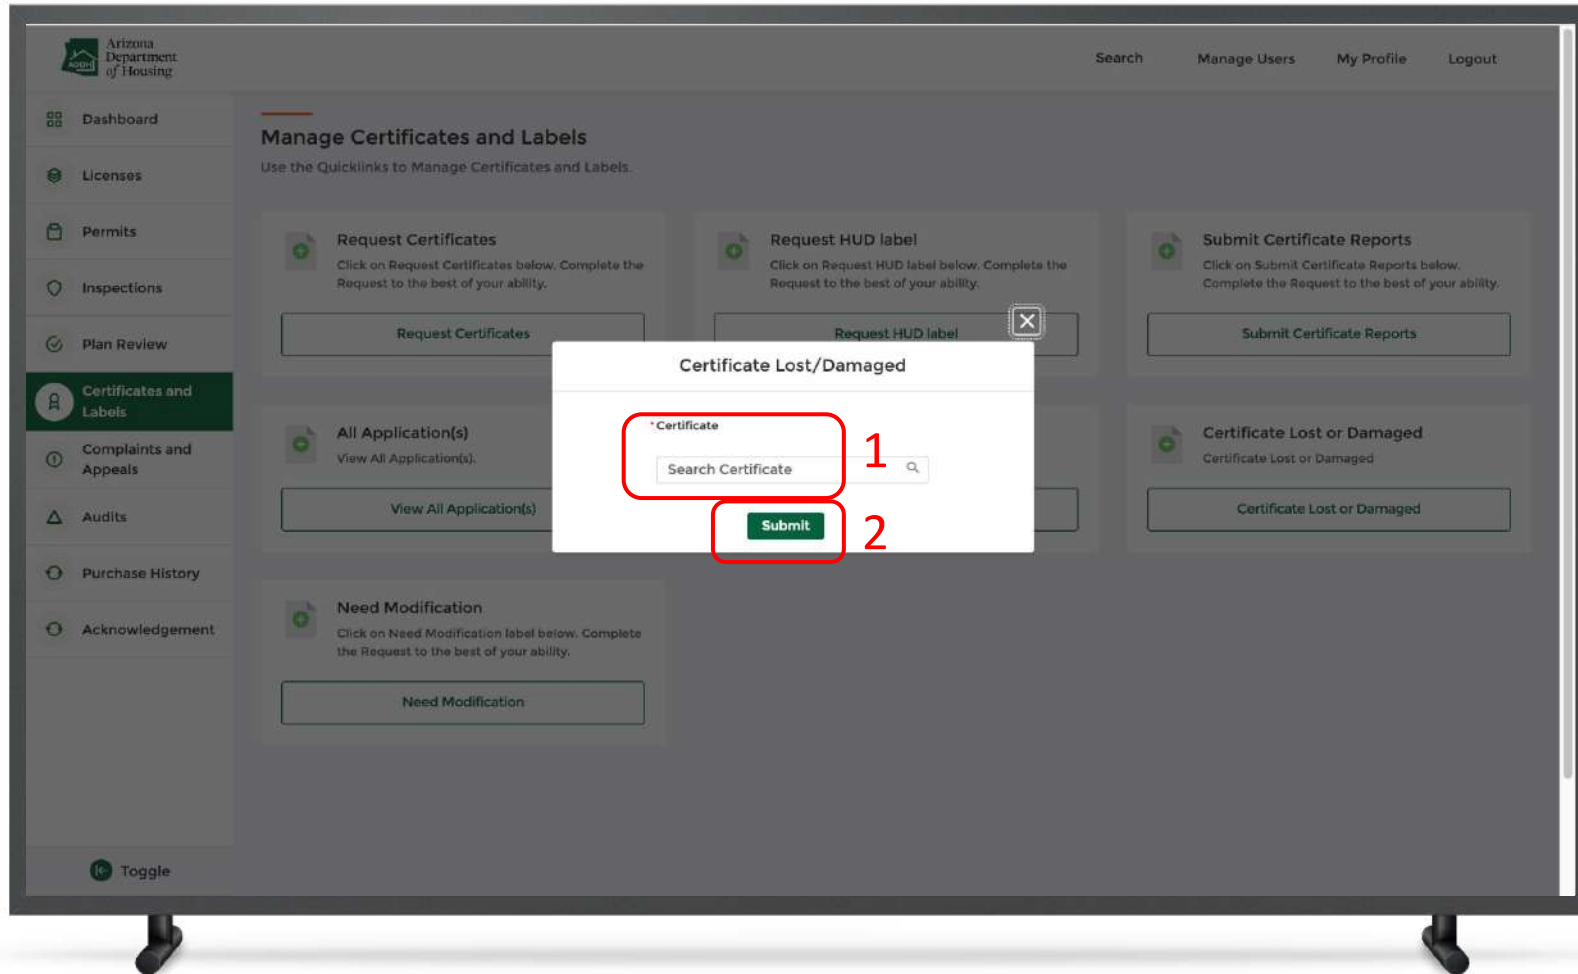 Arizona
Department
of Housing
ADOH
Search Manage Users My Profile Logout
Dashboard
Licenses
Permits
Inspections
Plan Review
Certificates and
Labels
Complaints and
Appeals
Audits
Purchase History
Acknowledgement
Toggle
Manage Certificates and Labels
Use the Quicklinks to Manage Certificates and Labels.
Request Certificates
Click on Request Certificates below. Complete the
Request to the best of your ability.
Request Certificates
Request HUD label
Click on Request HUD label below. Complete the
Request to the best of your ability.
Request HUD label
Submit Certificate Reports
Click on Submit Certificate Reports below.
Complete the Request to the best of your ability.
Submit Certificate Reports
All Application(s)
View All Application(s).
View All Application(s)
Certificate Lost/Damaged
*Certificate
Search Certificate
1
Submit
2
Certificate Lost or Damaged
Certificate Lost or Damaged
Certificate Lost or Damaged
Need Modification
Click on Need Modification label below. Complete
the Request to the best of your ability.
Need Modification